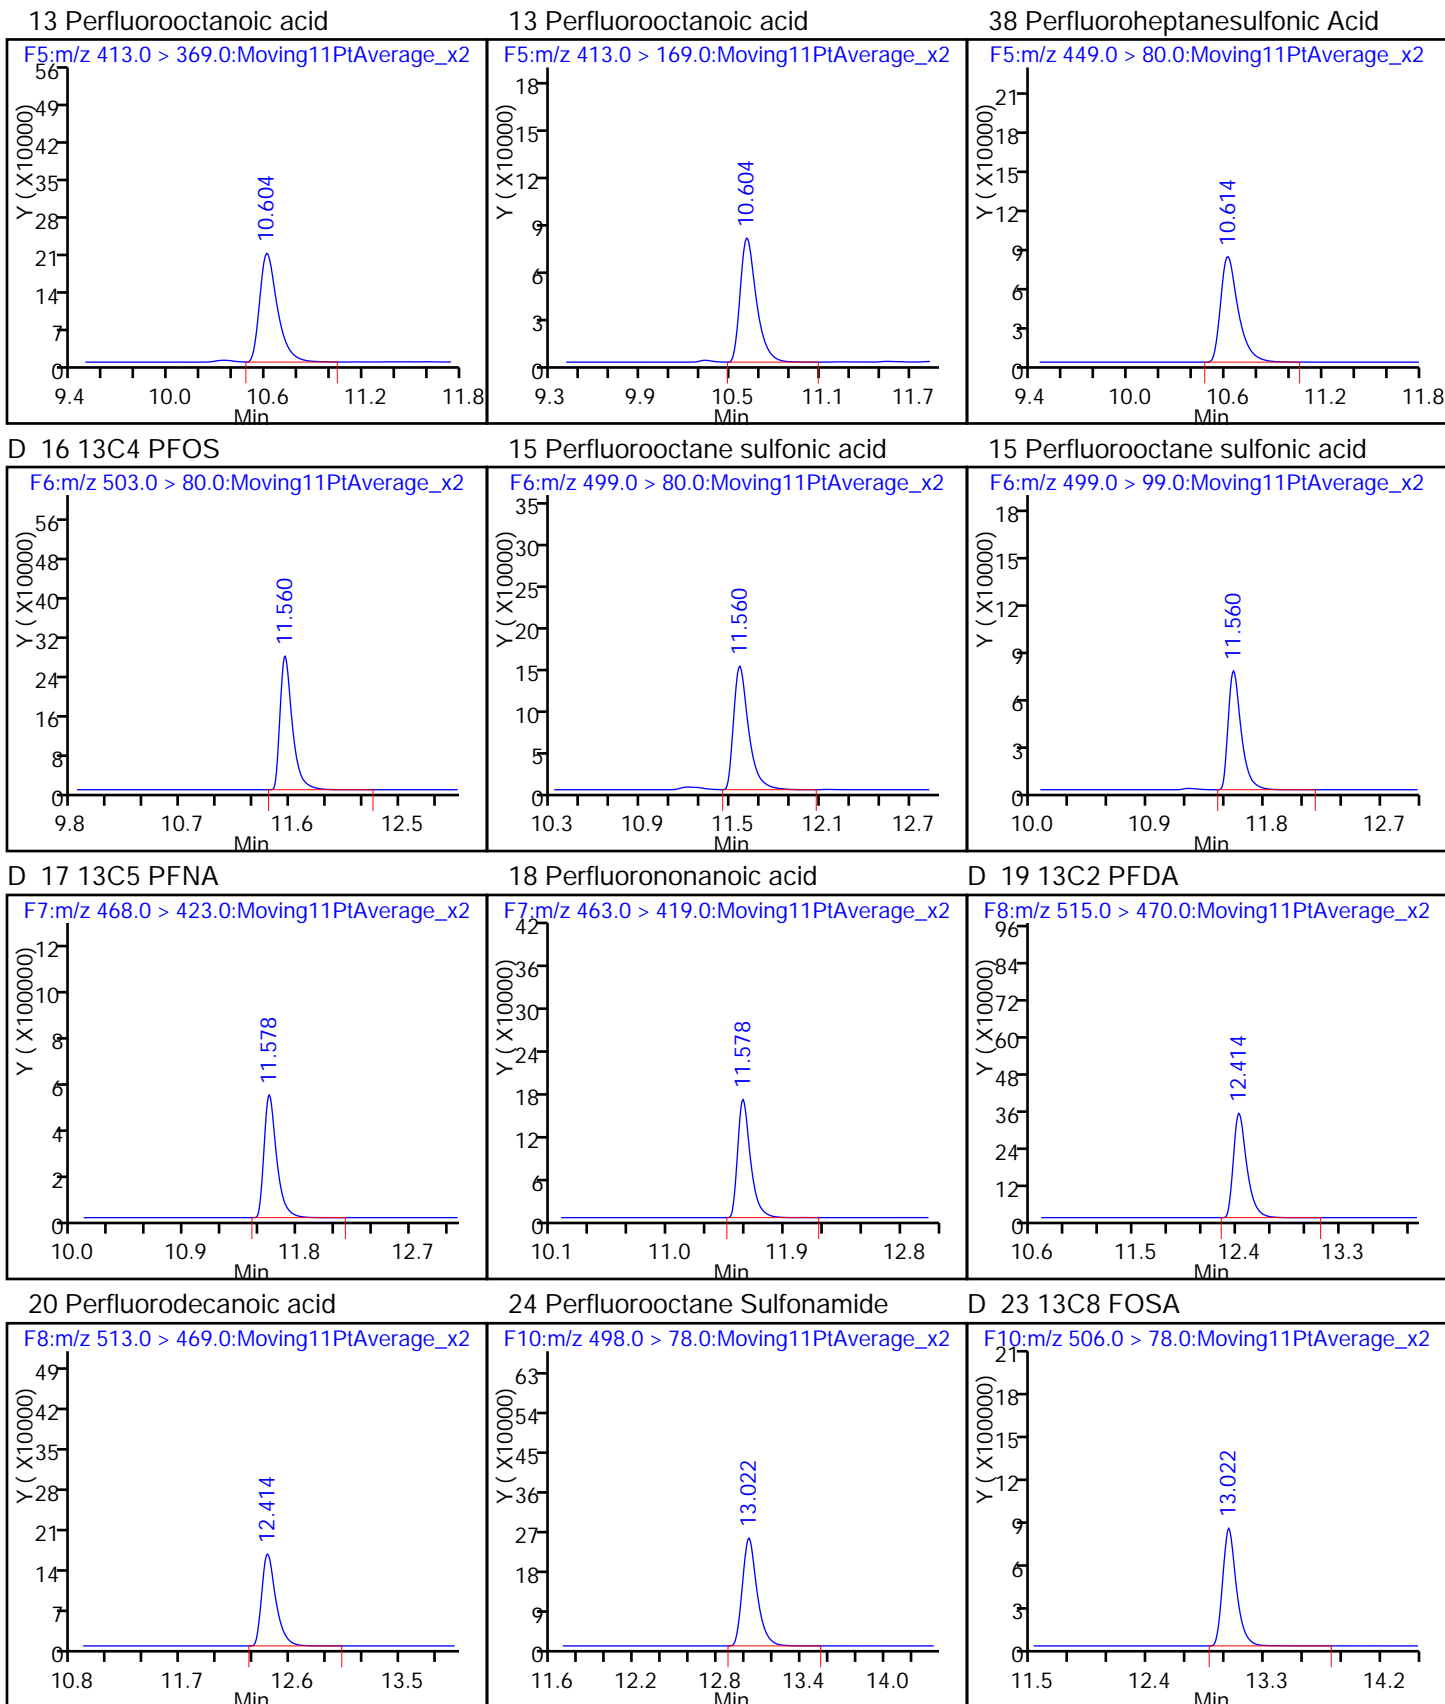 13 Perfluorooctanoic acid
F5:m/z 413.0 > 369.0:Moving11PtAverage_x2
Y ( X10000)
56
49
42
35
28
21
14
7
0
10.604
9.4 10.0 10.6 11.2 11.8
Min
13 Perfluorooctanoic acid
F5:m/z 413.0 > 169.0:Moving11PtAverage_x2
Y ( X10000)
18
15
12
9
6
3
0
10.604
9.3 9.9 10.5 11.1 11.7
Min
38 Perfluoroheptanesulfonic Acid
F5:m/z 449.0 > 80.0:Moving11PtAverage_x2
Y ( X10000)
21
18
15
12
9
6
3
0
10.614
9.4 10.0 10.6 11.2 11.8
Min
D 16 13C4 PFOS
F6:m/z 503.0 > 80.0:Moving11PtAverage_x2
Y ( X10000)
56
48
40
32
24
16
8
0
11.560
9.8 10.7 11.6 12.5
Min
15 Perfluorooctane sulfonic acid
F6:m/z 499.0 > 80.0:Moving11PtAverage_x2
Y ( X10000)
35
30
25
20
15
10
5
0
11.560
10.3 10.9 11.5 12.1 12.7
Min
15 Perfluorooctane sulfonic acid
F6:m/z 499.0 > 99.0:Moving11PtAverage_x2
Y ( X10000)
18
15
12
9
6
3
0
11.560
10.0 10.9 11.8 12.7
Min
D 17 13C5 PFNA
F7:m/z 468.0 > 423.0:Moving11PtAverage_x2
Y ( X100000)
12
10
8
6
4
2
0
11.578
10.0 10.9 11.8 12.7
Min
18 Perfluorononanoic acid
F7:m/z 463.0 > 419.0:Moving11PtAverage_x2
Y ( X10000)
42
36
30
24
18
12
6
0
11.578
10.1 11.0 11.9 12.8
Min
D 19 13C2 PFDA
F8:m/z 515.0 > 470.0:Moving11PtAverage_x2
Y ( X10000)
96
84
72
60
48
36
24
12
0
12.414
10.6 11.5 12.4 13.3
Min
20 Perfluorodecanoic acid
F8:m/z 513.0 > 469.0:Moving11PtAverage_x2
Y ( X10000)
49
42
35
28
21
14
7
0
12.414
10.8 11.7 12.6 13.5
Min
24 Perfluorooctane Sulfonamide
F10:m/z 498.0 > 78.0:Moving11PtAverage_x2
Y ( X10000)
63
54
45
36
27
18
9
0
13.022
11.6 12.2 12.8 13.4 14.0
Min
D 23 13C8 FOSA
F10:m/z 506.0 > 78.0:Moving11PtAverage_x2
Y ( X100000)
21
18
15
12
9
6
3
0
13.022
11.5 12.4 13.3 14.2
Min